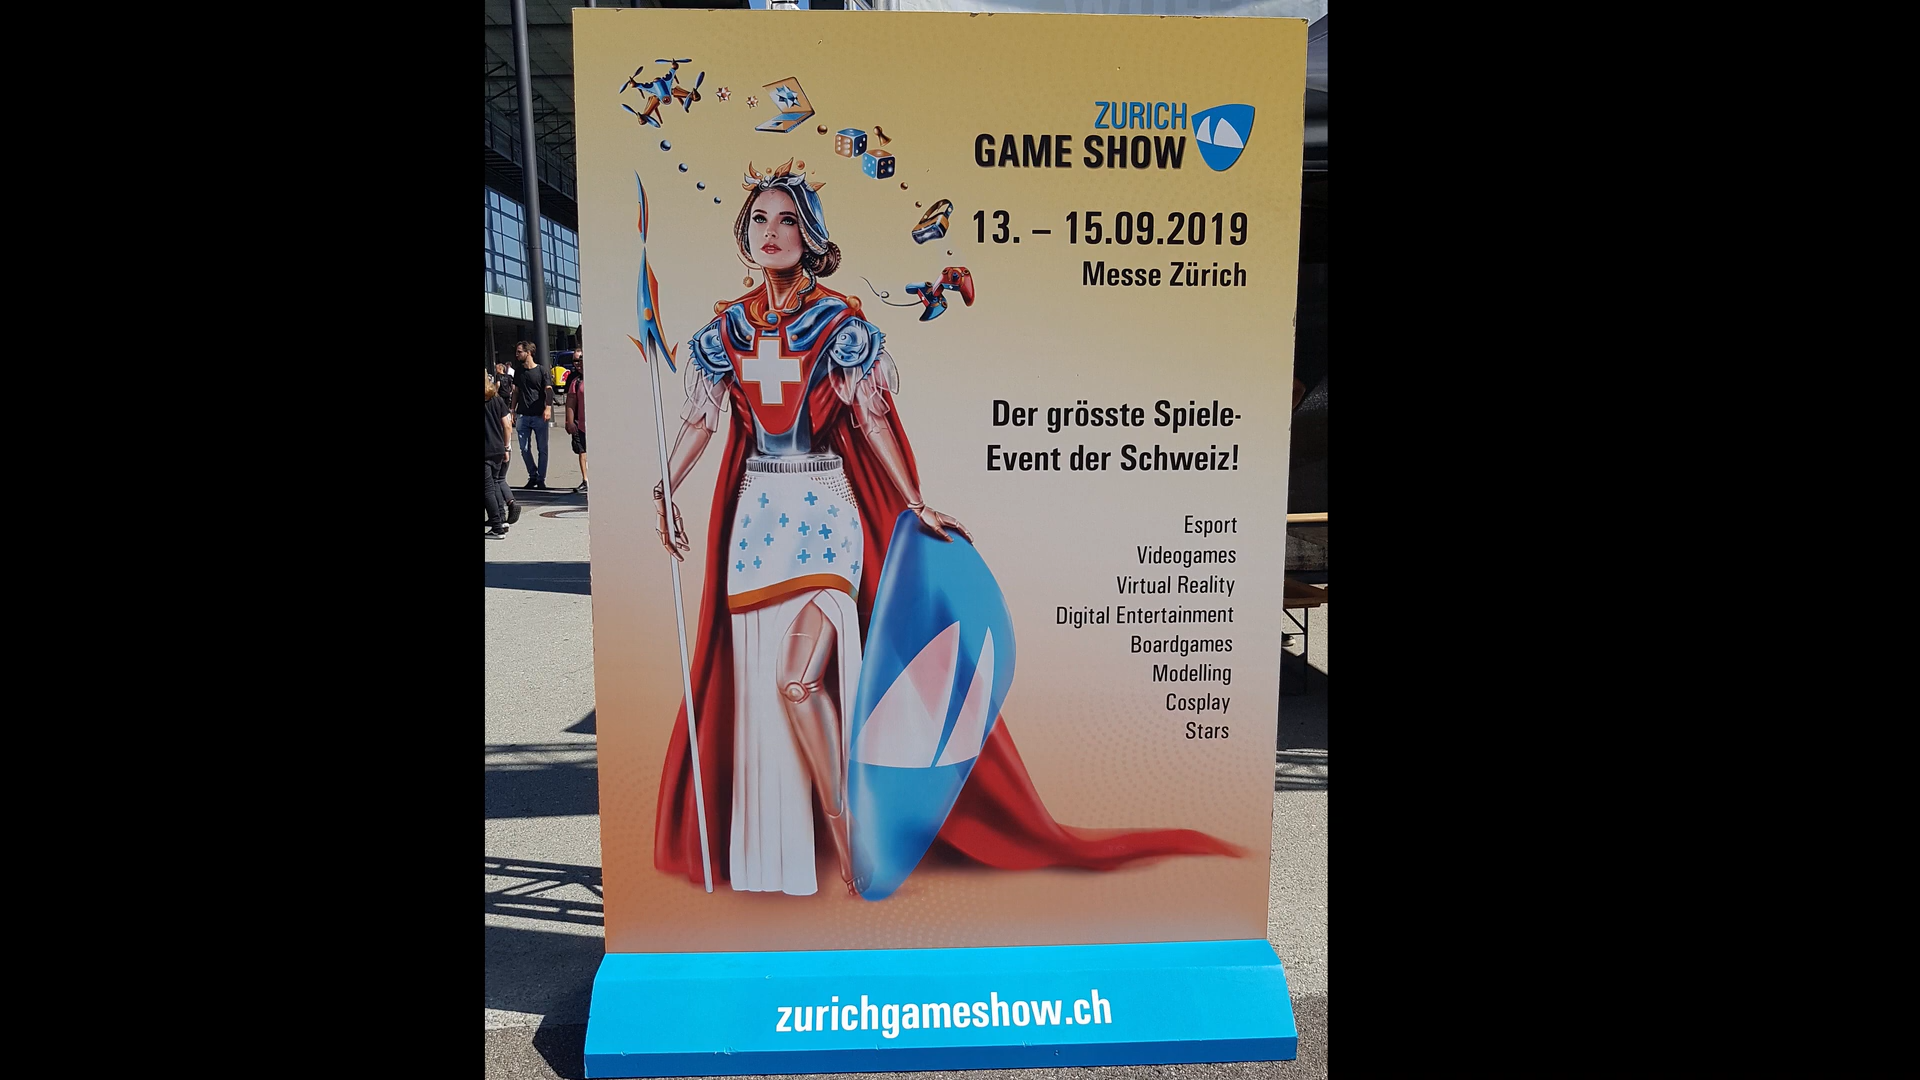 ZURICH
GAME SHOW
13. – 15.09.2019
Messe Zürich
Der grösste Spiele-
Event der Schweiz!
Esport
Videogames
Virtual Reality
Digital Entertainment
Boardgames
Modelling
Cosplay
Stars
zurichgameshow.ch